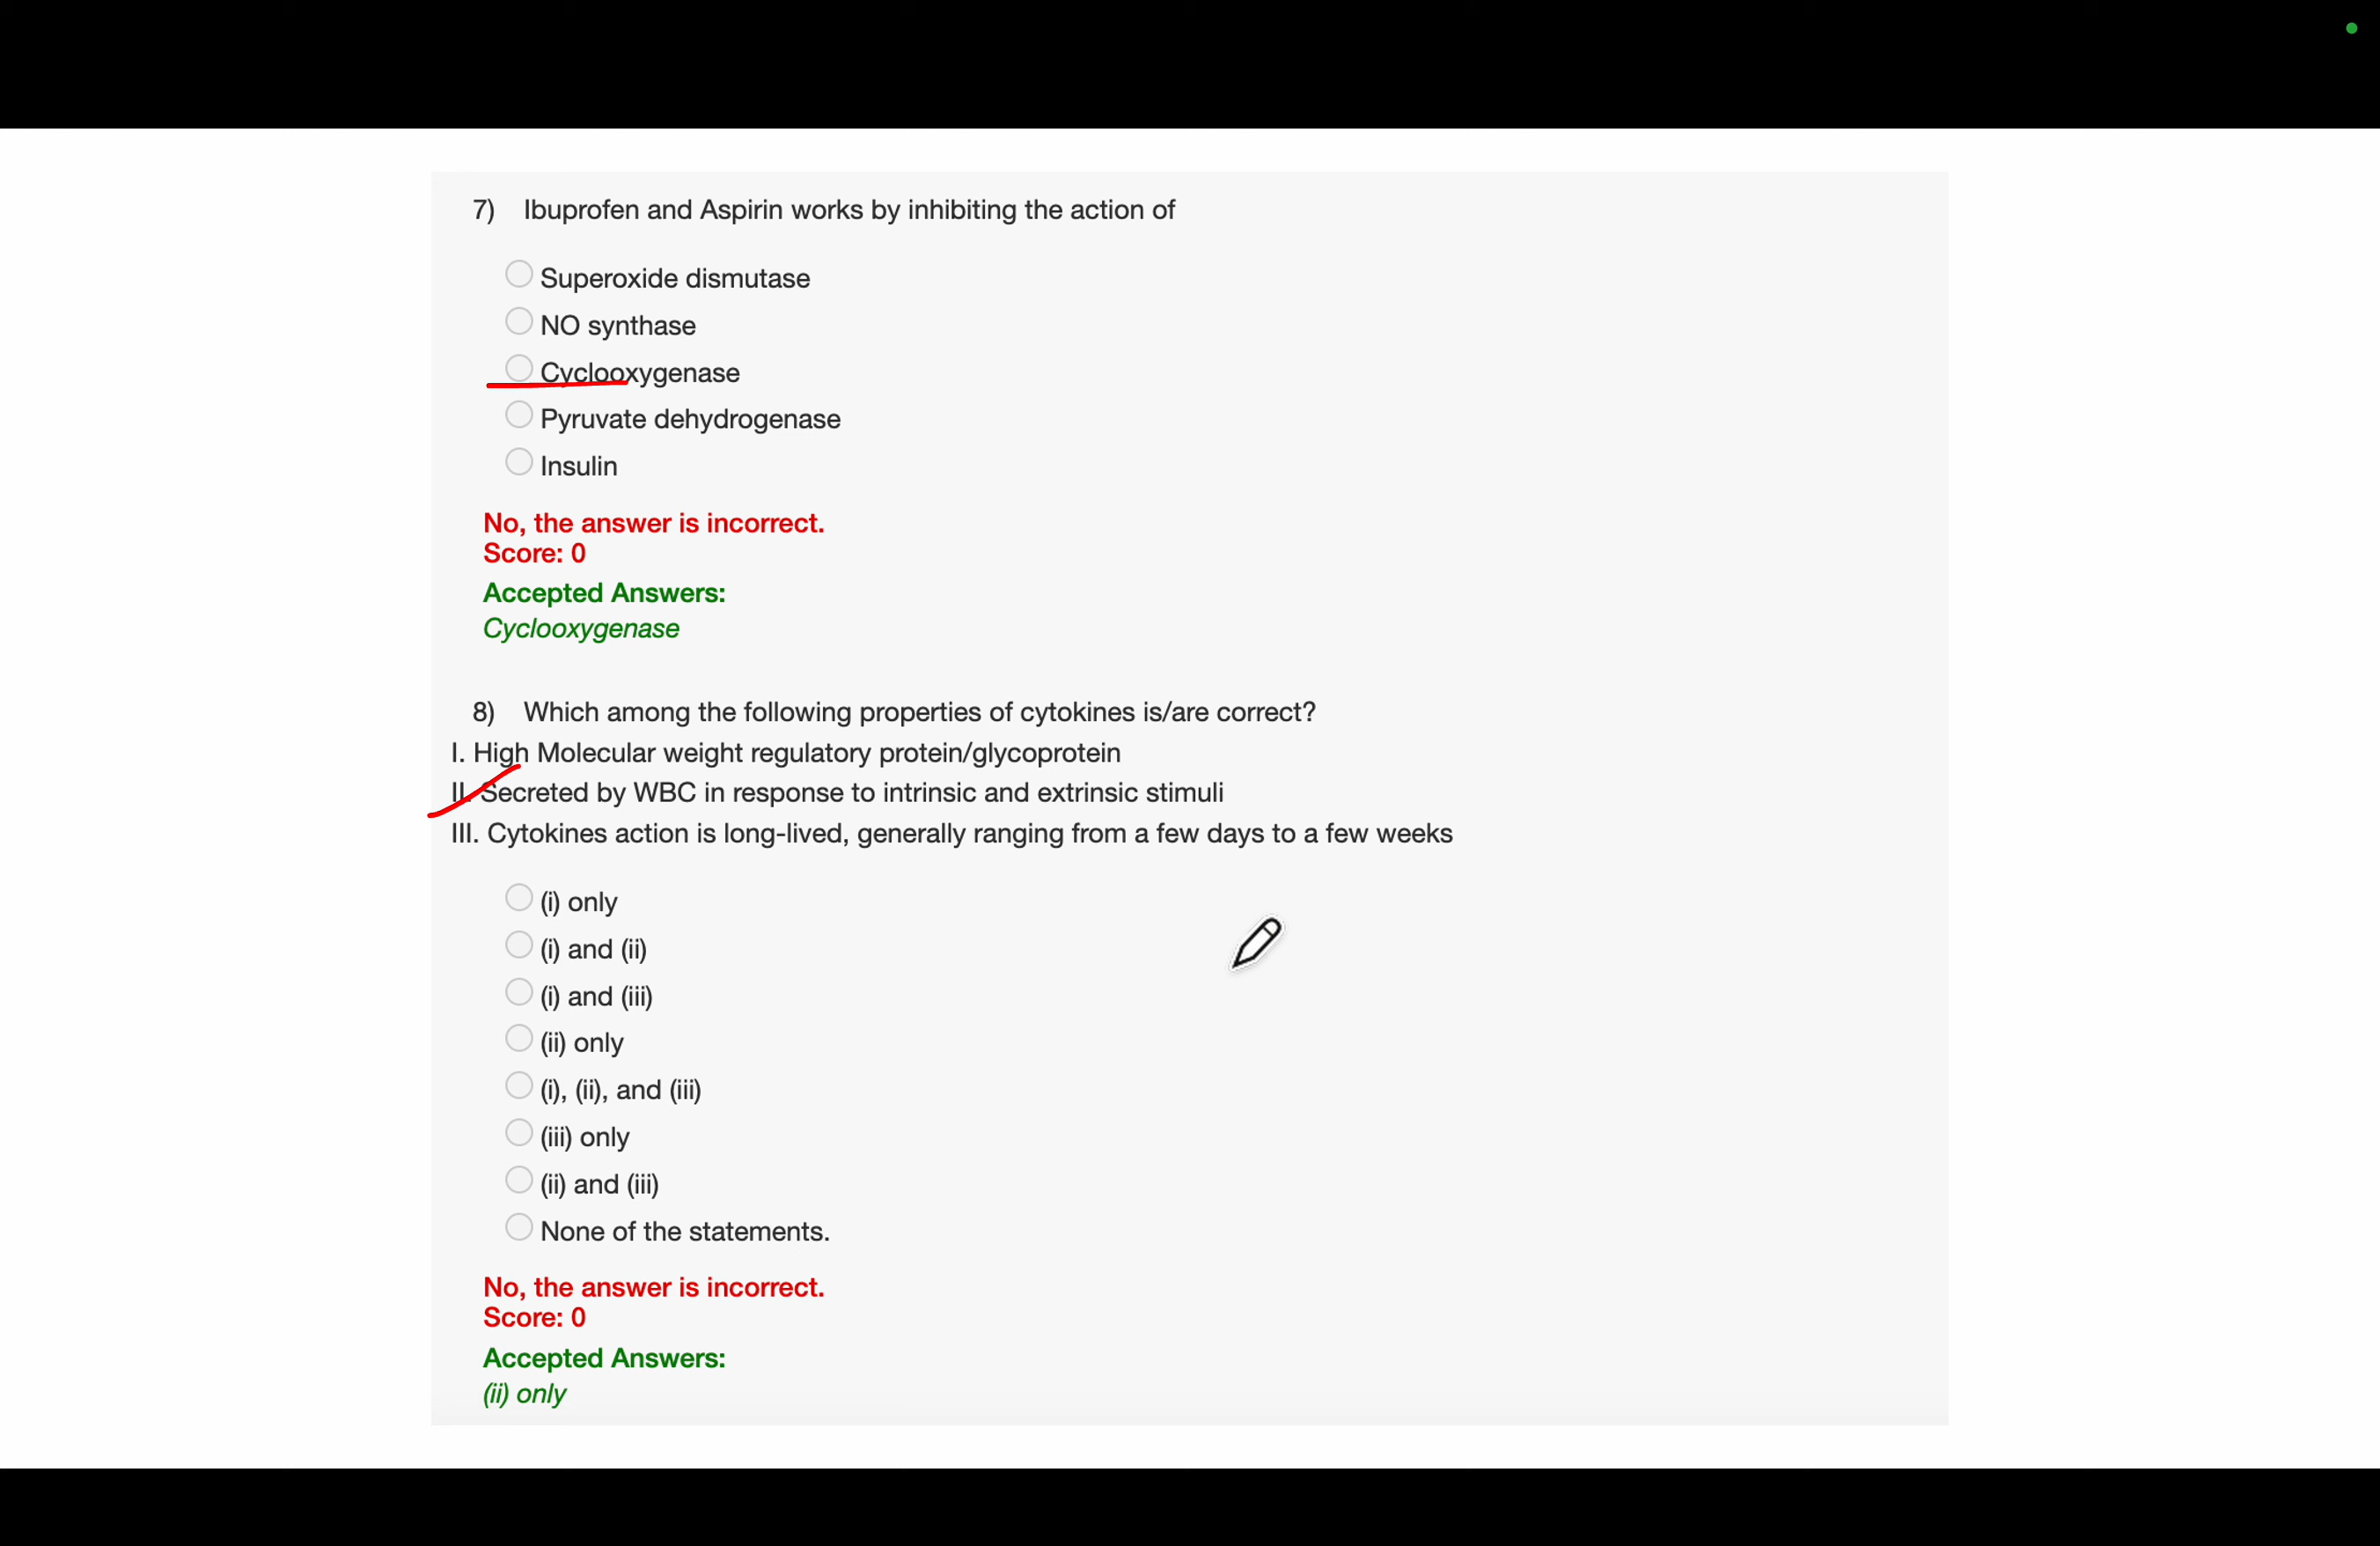 7) Ibuprofen and Aspirin works by inhibiting the action of
Superoxide dismutase
NO synthase
Cyclooxygenase
Pyruvate dehydrogenase
Insulin
No, the answer is incorrect.
Score: 0
Accepted Answers:
Cyclooxygenase
8) Which among the following properties of cytokines is/are correct?
I. High Molecular weight regulatory protein/glycoprotein
II. Secreted by WBC in response to intrinsic and extrinsic stimuli
III. Cytokines action is long-lived, generally ranging from a few days to a few weeks
(i) only
(i) and (ii)
(i) and (iii)
(ii) only
(i), (ii), and (iii)
(iii) only
(ii) and (iii)
None of the statements.
No, the answer is incorrect.
Score: 0
Accepted Answers:
(ii) only